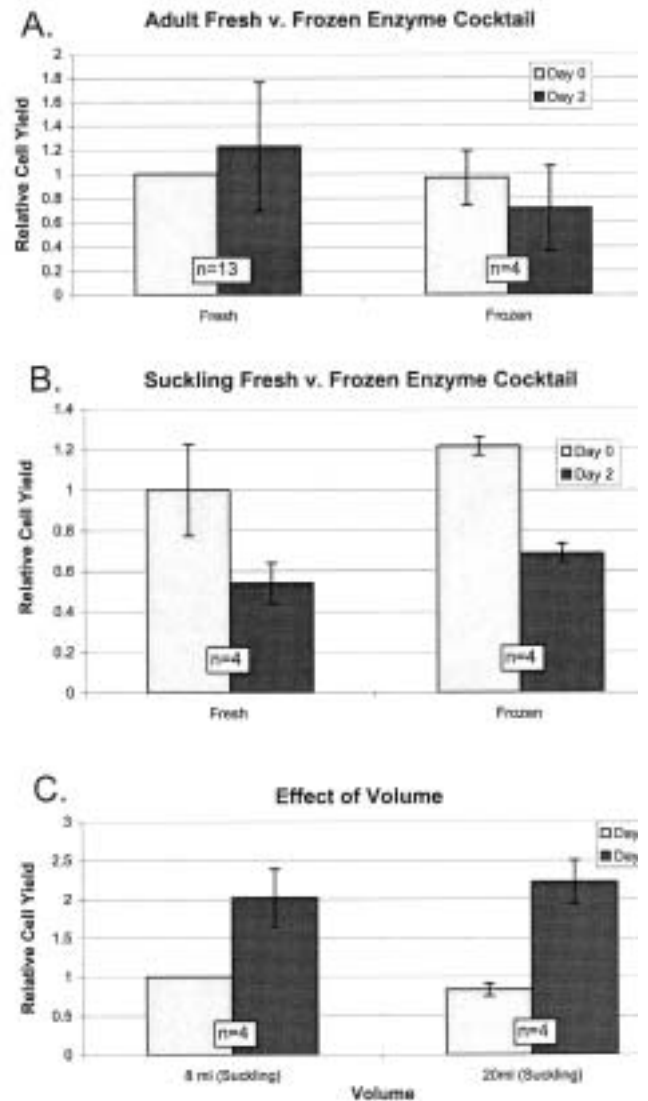 A.
Adult Fresh v. Frozen Enzyme Cocktail
Relative Cell Yield
2
1.8
1.6
1.4
1.2
1
0.8
0.6
0.4
0.2
0
Day 0
Day 2
n=13
n=4
Fresh
Frozen
B.
Suckling Fresh v. Frozen Enzyme Cocktail
Relative Cell Yield
1.4
1.2
1
0.8
0.6
0.4
0.2
0
Day 0
Day 2
n=4
n=4
Fresh
Frozen
C.
Effect of Volume
Relative Cell Yield
3
2.5
2
1.5
1
0.5
0
Day
Day
n=4
n=4
ml (Suckling)
20ml (Suckling)
Volume